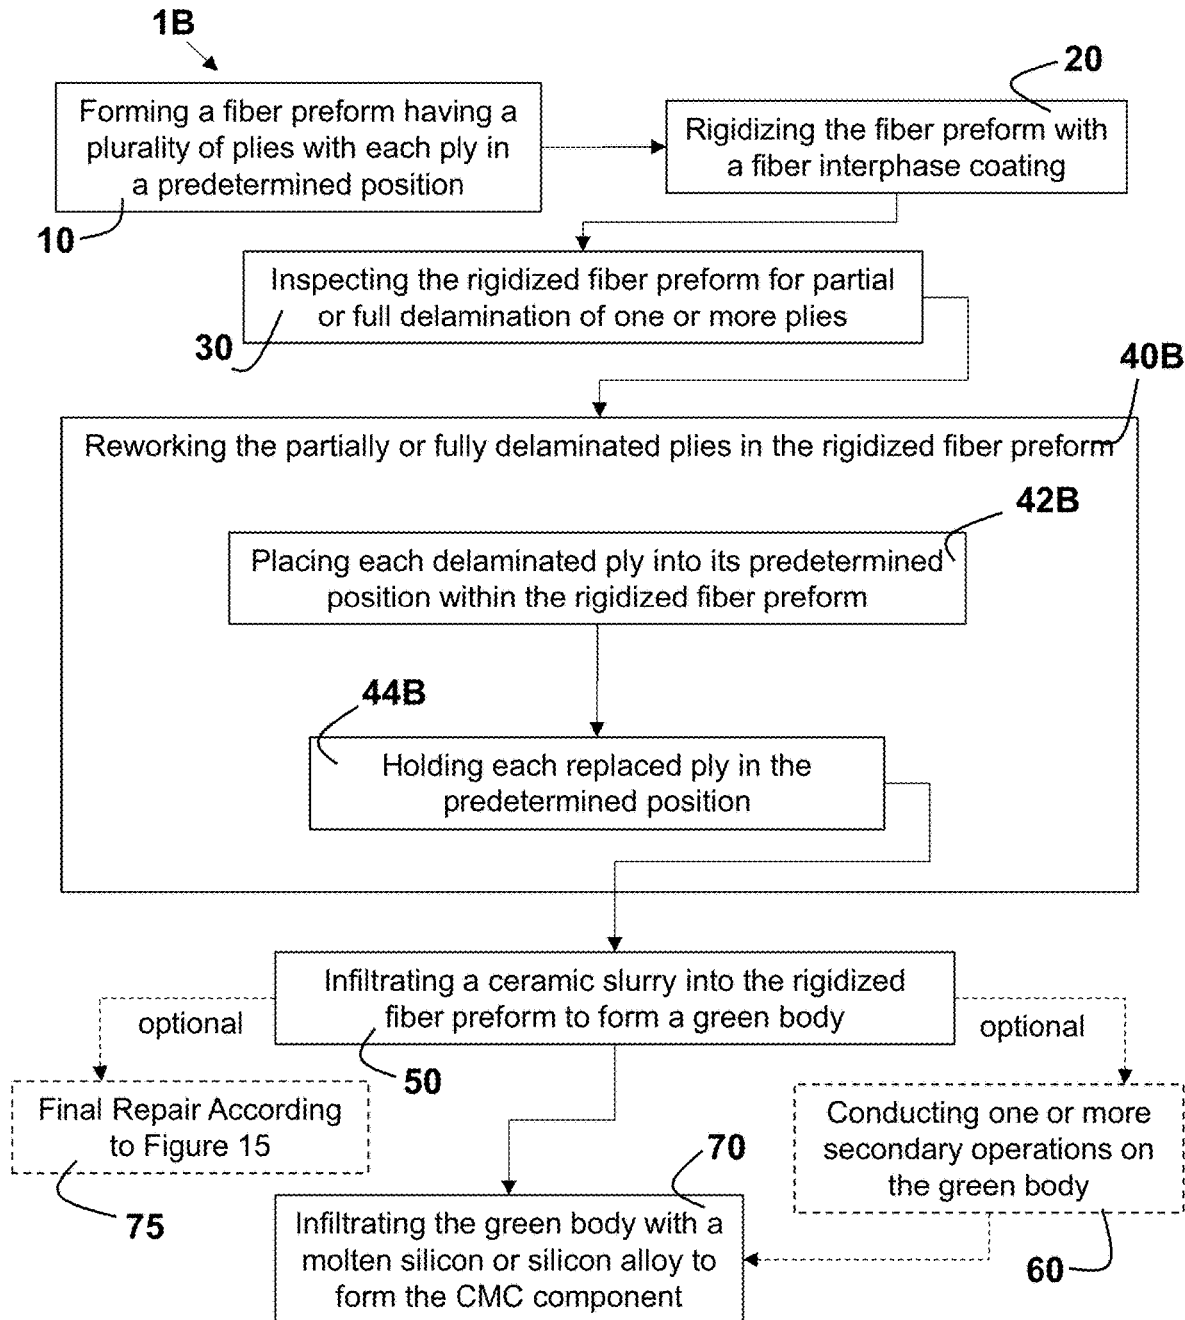 1B
Forming a fiber preform having a
plurality of plies with each ply in
a predetermined position
10
20
Rigidizing the fiber preform with
a fiber interphase coating
Inspecting the rigidized fiber preform for partial
or full delamination of one or more plies
30
40B
Reworking the partially or fully delaminated plies in the rigidized fiber preform
42B
Placing each delaminated ply into its predetermined
position within the rigidized fiber preform
44B
Holding each replaced ply in the
predetermined position
Infiltrating a ceramic slurry into the rigidized
fiber preform to form a green body
50
optional
optional
Final Repair According
to Figure 15
75
Conducting one or more
secondary operations on
the green body
60
70
Infiltrating the green body with a
molten silicon or silicon alloy to
form the CMC component